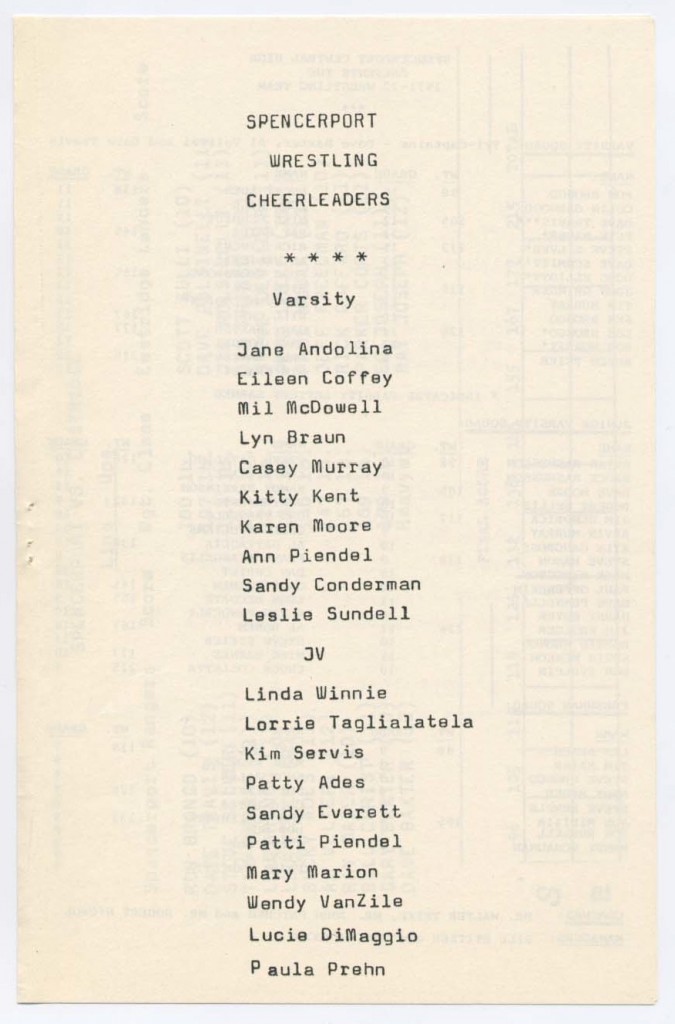 SPENCERPORT
WRESTLING
CHEERLEADERS
* * * *
Varsity
Jane Andolina
Eileen Coffey
Mil McDowell
Lyn Braun
Casey Murray
Kitty Kent
Karen Moore
Ann Piendel
Sandy Conderman
Leslie Sundell
JV
Linda Winnie
Lorrie Taglialatela
Kim Servis
Patty Ades
Sandy Everett
Patti Piendel
Mary Marion
Wendy VanZile
Lucie DiMaggio
Paula Prehn